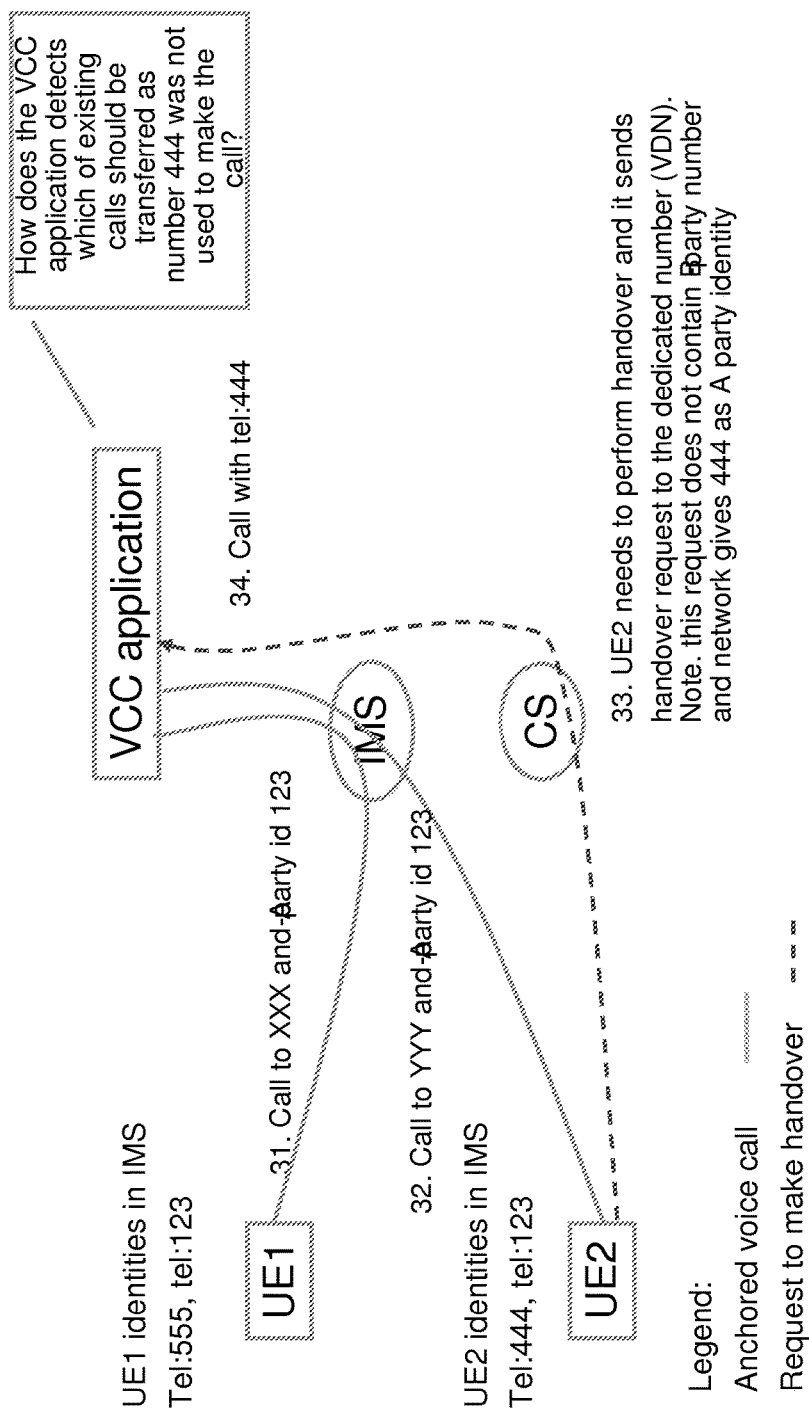 How does the VCC
application detects
which of existing
calls should be
transferred as
number 444 was not
used to make the
call?
VCC application
34. Call with tel:444
UE1 identities in IMS
Tel:555, tel:123
31. Call to XXX and A-party id 123
UE1
IMS
32. Call to YYY and A-party id 123
UE2 identities in IMS
Tel:444, tel:123
CS
UE2
33. UE2 needs to perform handover and it sends
handover request to the dedicated number (VDN).
Note. this request does not contain B party number
and network gives 444 as A party identity
Legend:
Anchored voice call
Request to make handover